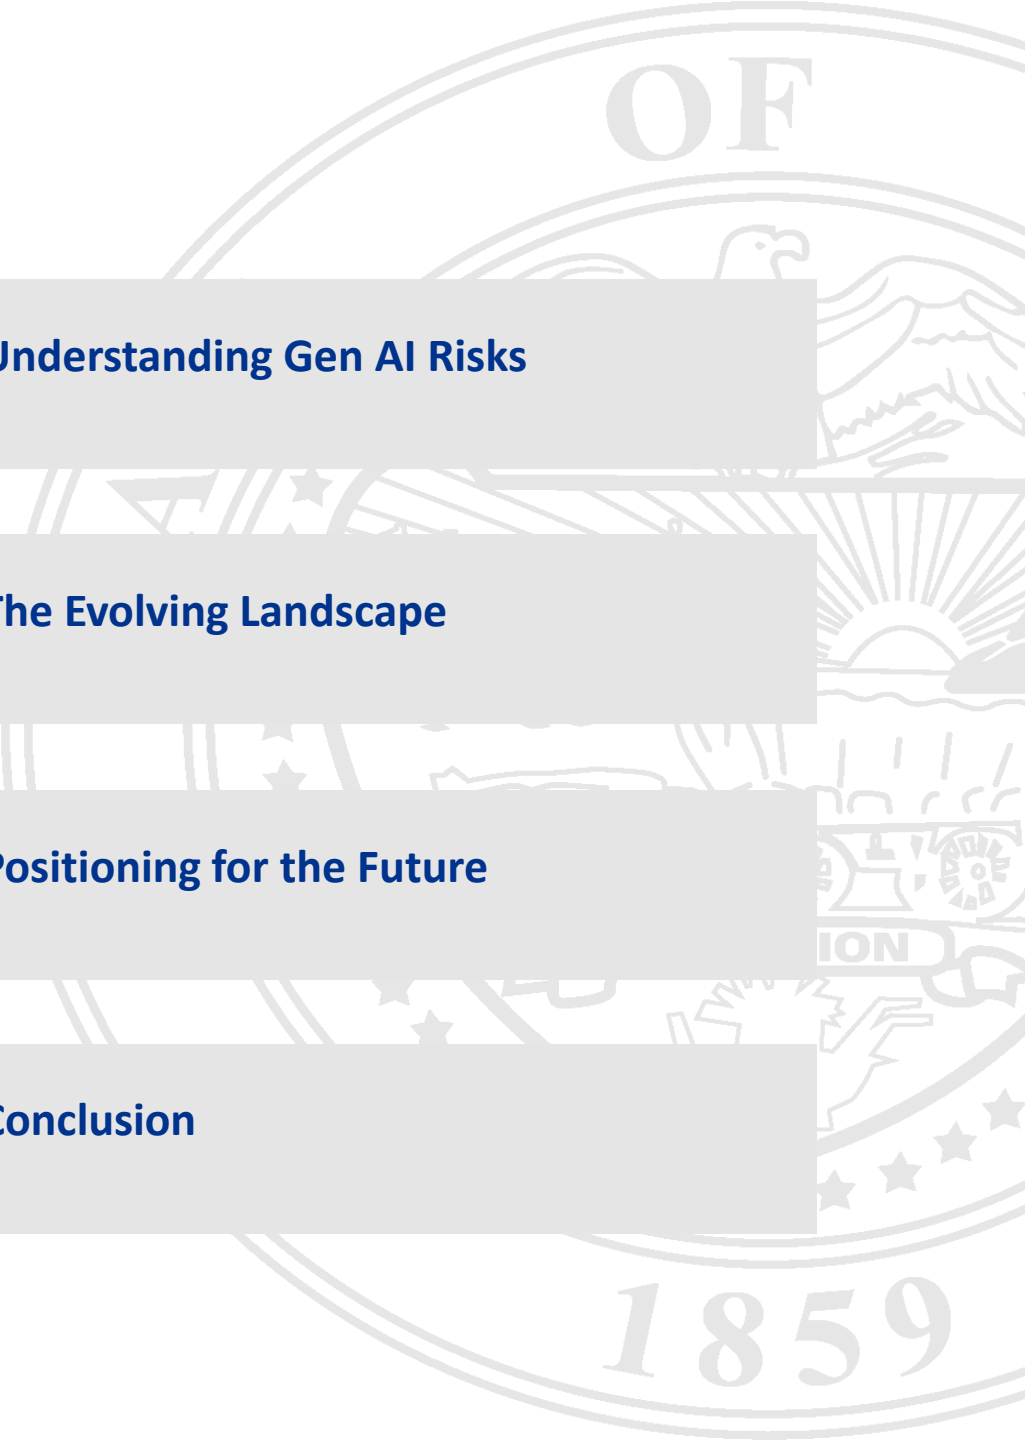 OF
Understanding Gen AI Risks
The Evolving Landscape
Positioning for the Future
ION
Conclusion
1859